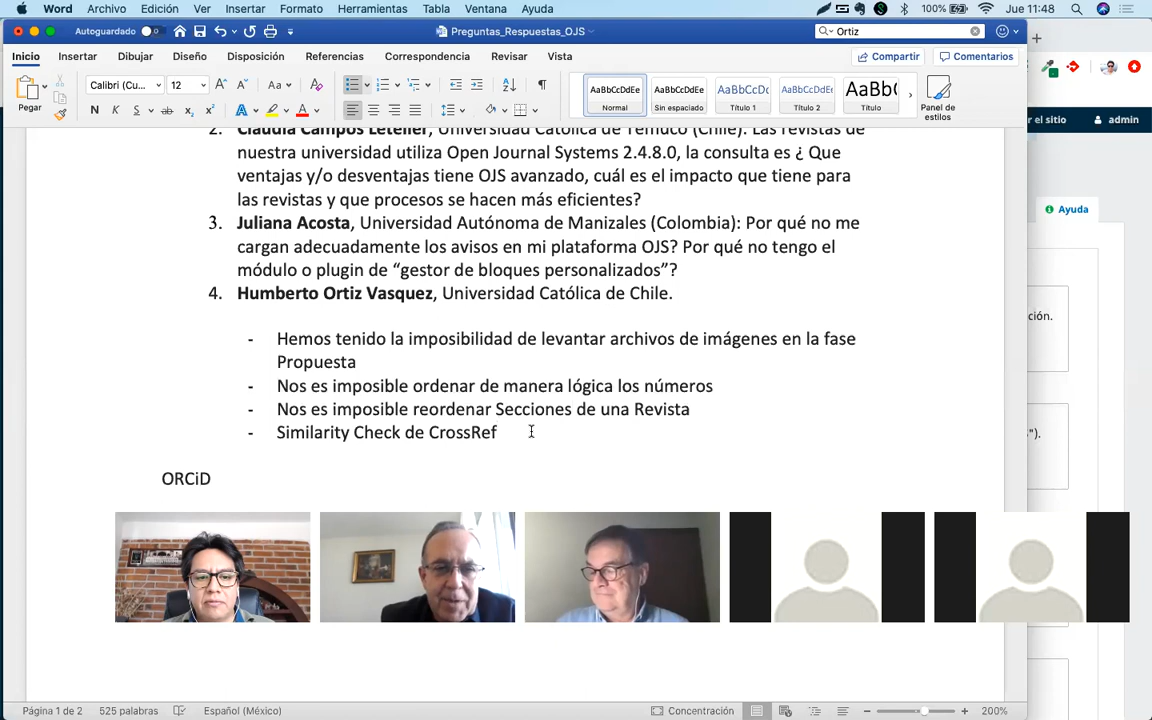 Word Archivo Edición Ver Insertar Formato Herramientas Tabla Ventana Ayuda 100% Jue 11:48
Autoguardado Preguntas_Respuestas_OJS Ortiz
Inicio Insertar Dibujar Diseño Disposición Referencias Correspondencia Revisar Vista Compartir Comentarios
Pegar Calibri (Cu... 12 Aa
N K S ab x₂ x² A A
AaBbCcDdEe AaBbCcDdEe AaBbCcDc AaBbCcDdEe AaBb(
Normal Sin espaciado Título 1 Título 2 Título Panel de estilos
r el sitio admin
Ayuda
2. Claudia Campos Letelier, Universidad Católica de Temuco (Chile). Las revistas de
nuestra universidad utiliza Open Journal Systems 2.4.8.0, la consulta es ¿ Que
ventajas y/o desventajas tiene OJS avanzado, cuál es el impacto que tiene para
las revistas y que procesos se hacen más eficientes?
3. Juliana Acosta, Universidad Autónoma de Manizales (Colombia): Por qué no me
cargan adecuadamente los avisos en mi plataforma OJS? Por qué no tengo el
módulo o plugin de “gestor de bloques personalizados”?
4. Humberto Ortiz Vasquez, Universidad Católica de Chile.
ción.
- Hemos tenido la imposibilidad de levantar archivos de imágenes en la fase
Propuesta
- Nos es imposible ordenar de manera lógica los números
- Nos es imposible reordenar Secciones de una Revista
- Similarity Check de CrossRef
").
ORCiD
Página 1 de 2 525 palabras Español (México) Concentración 200%